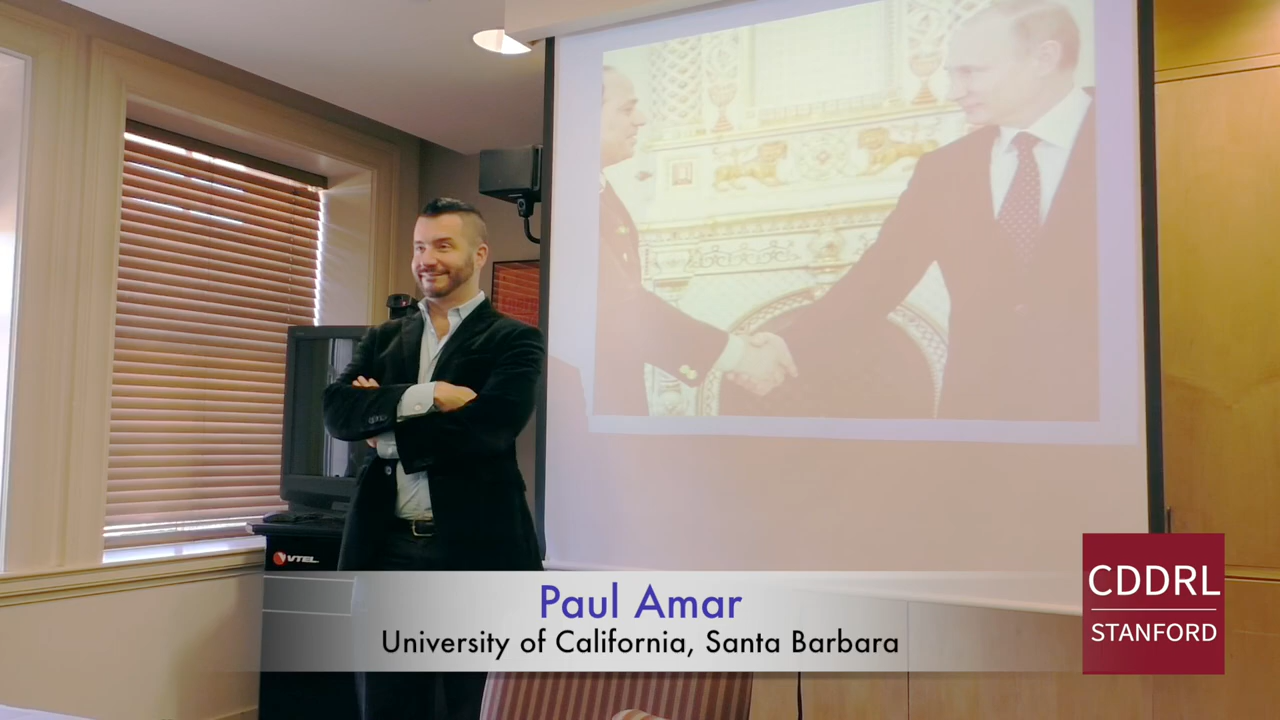 VTEL
Paul Amar
University of California, Santa Barbara
CDDRL
STANFORD